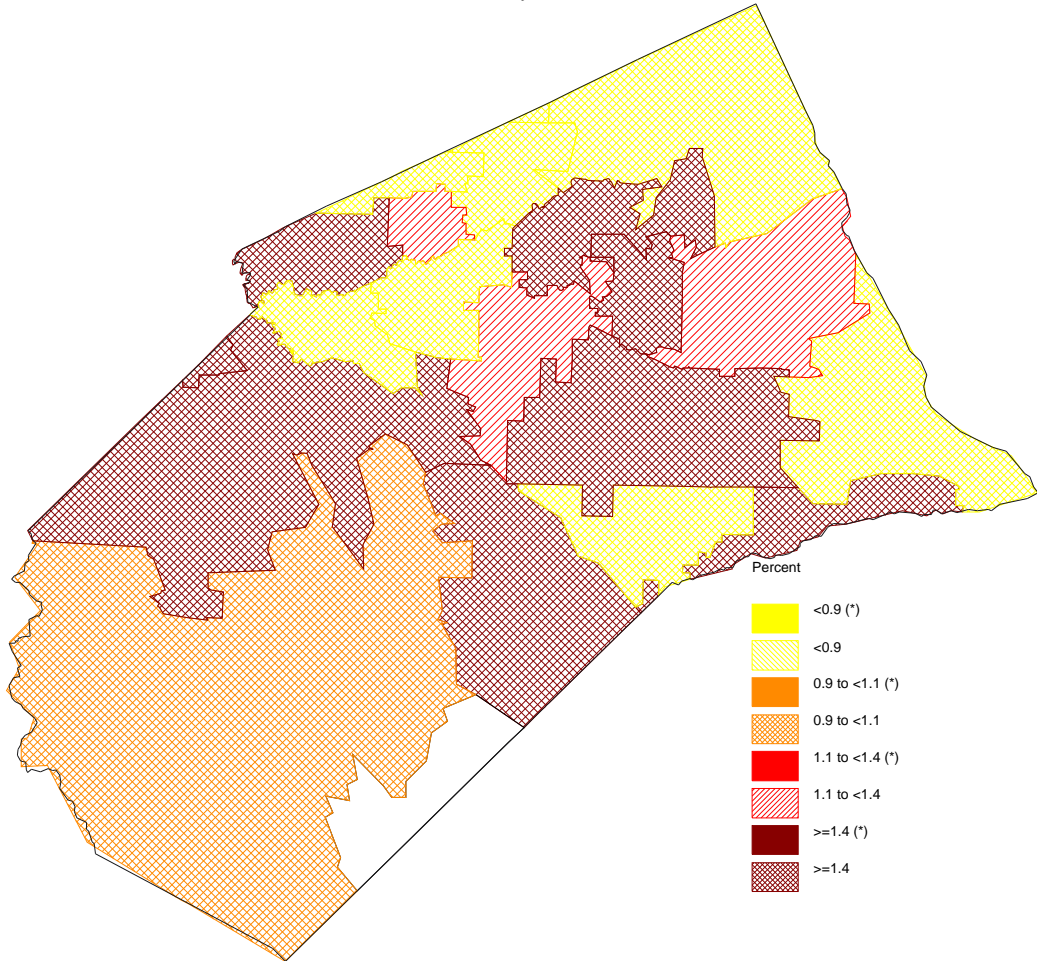 Percent
<0.9 (*)
<0.9
0.9 to <1.1 (*)
0.9 to <1.1
1.1 to <1.4 (*)
1.1 to <1.4
>=1.4 (*)
>=1.4